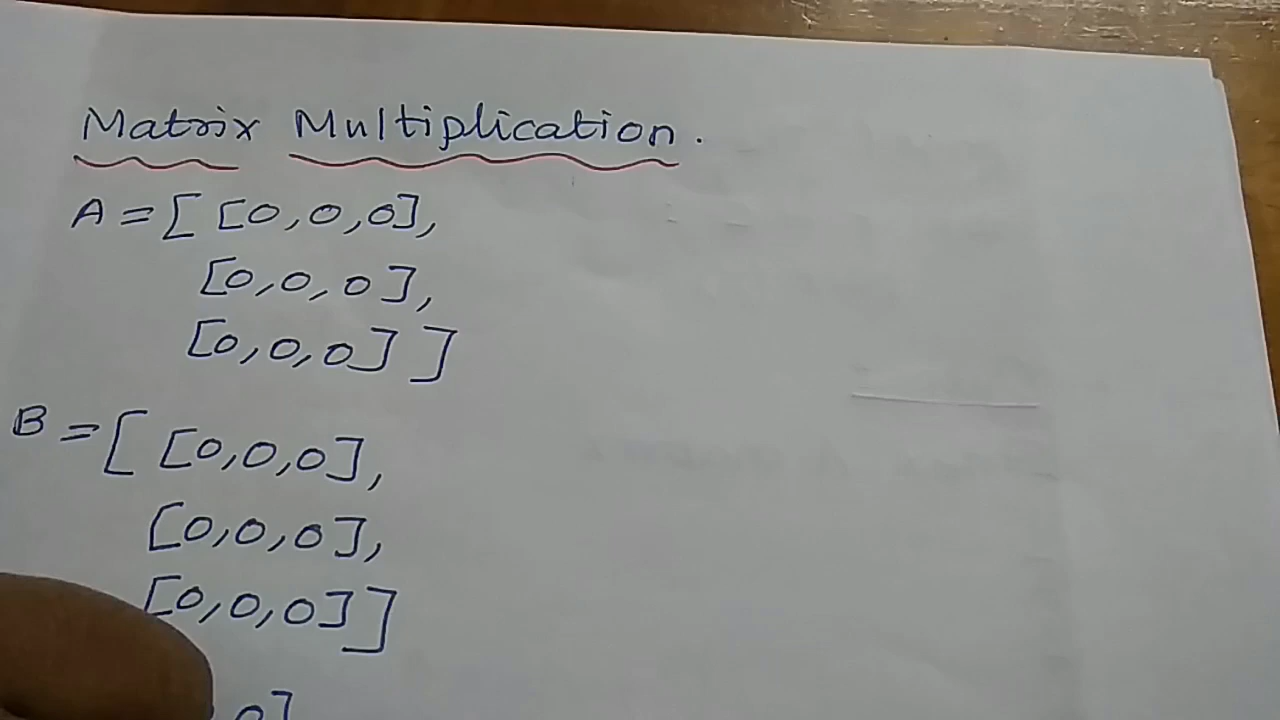 Matrix Multiplication.
A = [ [0,0,0],
[0,0,0],
[0,0,0] ]
B = [ [0,0,0],
[0,0,0],
[0,0,0] ]
0]